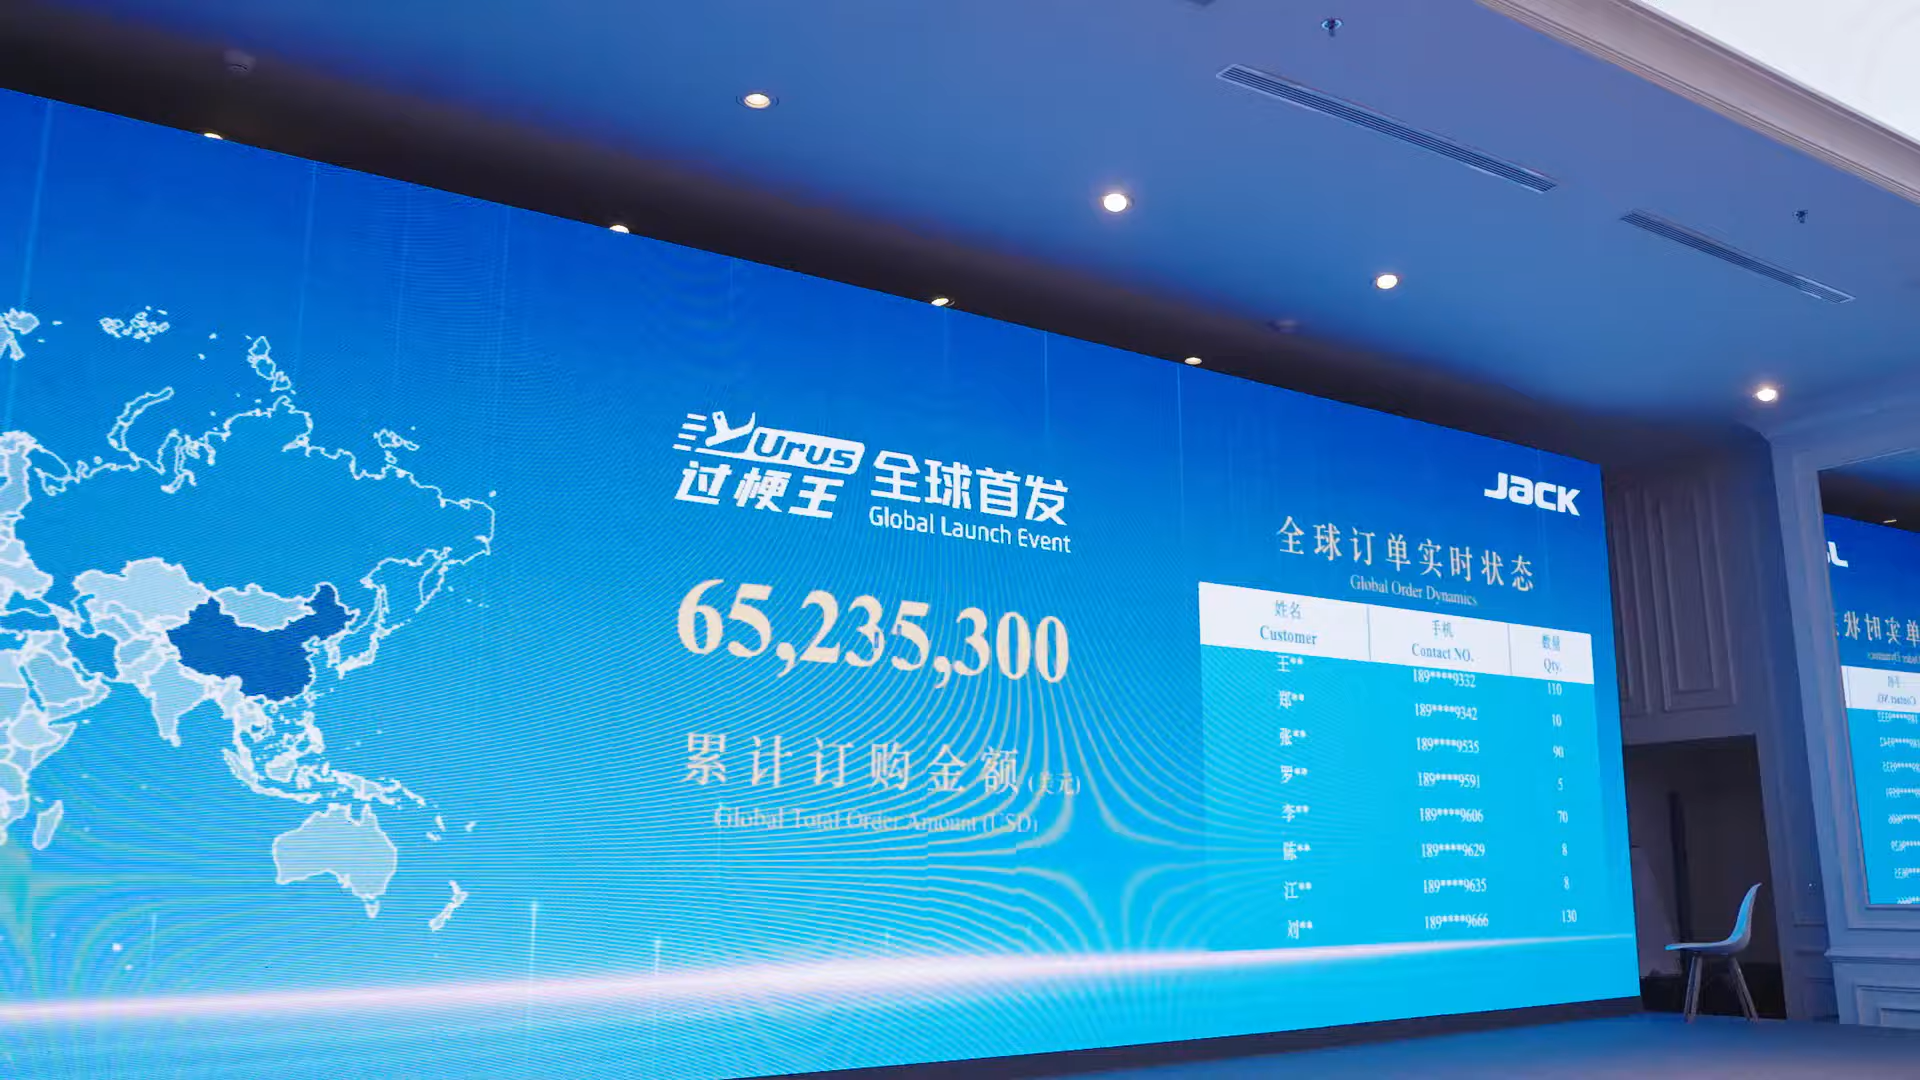 Yurus
过梗王
全球首发
Global Launch Event
65,235,300
累计订购金额(美元)
Global Total Order Amount (USD)
JACK
全球订单实时状态
Global Order Dynamics
姓名 手机 数量
Customer Contact NO. Qty.
王** 189****9332 110
郑** 189****9342 10
张** 189****9535 90
罗** 189****9591 5
李** 189****9606 70
陈** 189****9629 8
江** 189****9635 8
刘** 189****9666 130